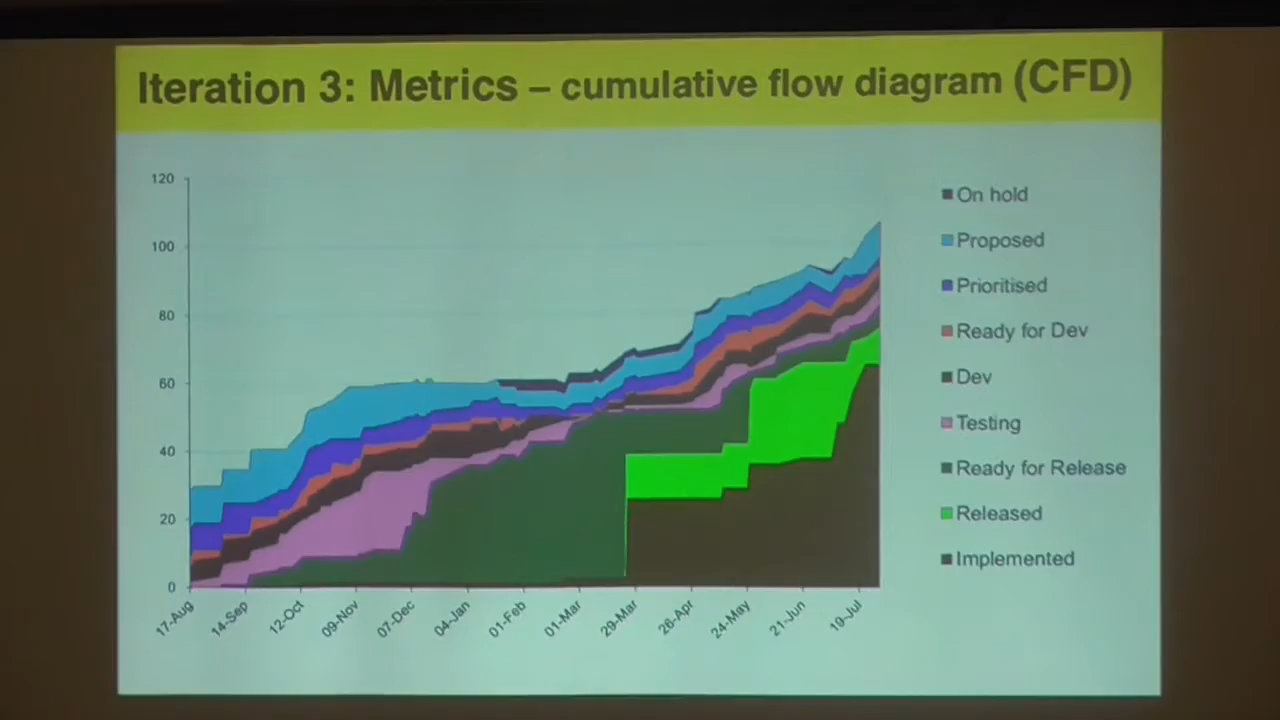 Iteration 3: Metrics – cumulative flow diagram (CFD)
120
100
80
60
40
20
0
17-Aug
14-Sep
12-Oct
09-Nov
07-Dec
04-Jan
01-Feb
01-Mar
29-Mar
26-Apr
24-May
21-Jun
19-Jul
On hold
Proposed
Prioritised
Ready for Dev
Dev
Testing
Ready for Release
Released
Implemented